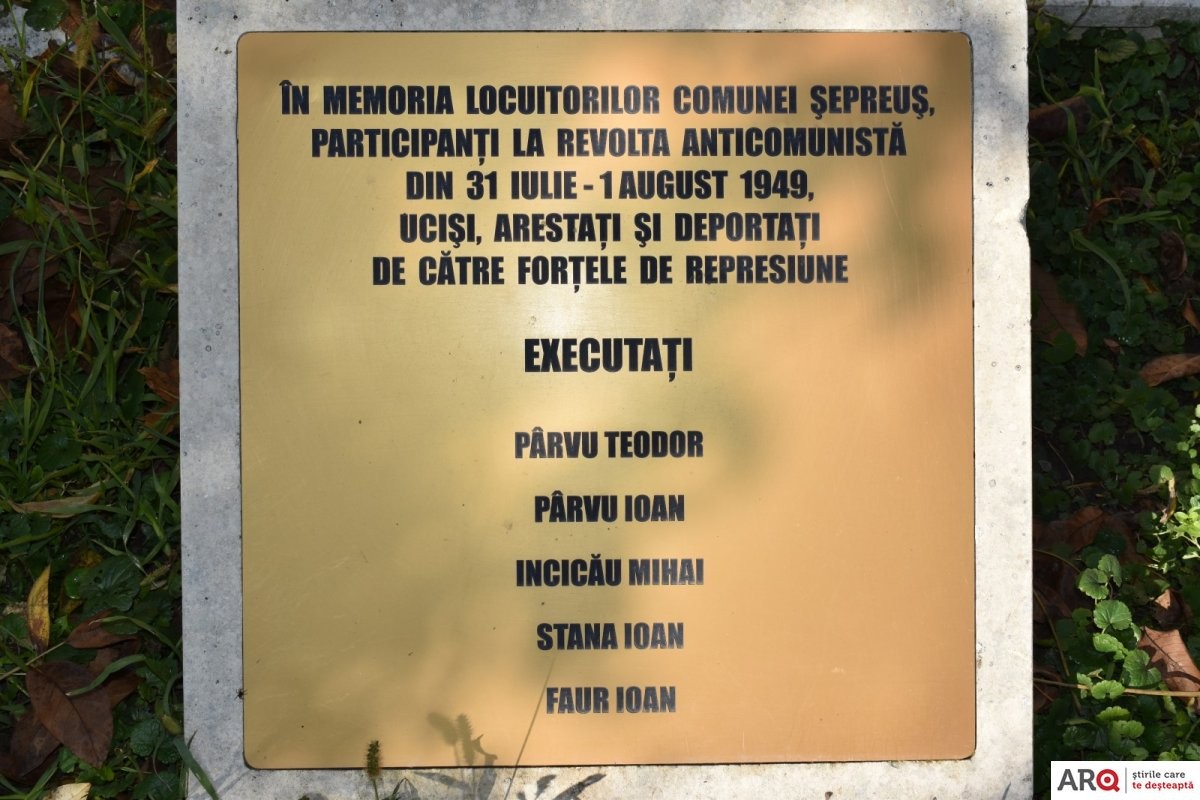 ÎN MEMORIA LOCUITORILOR COMUNEI ŞEPREUŞ,
PARTICIPANŢI LA REVOLTA ANTICOMUNISTĂ
DIN 31 IULIE - 1 AUGUST 1949,
UCIŞI, ARESTAŢI ŞI DEPORTAŢI
DE CĂTRE FORŢELE DE REPRESIUNE
EXECUTAŢI
PÂRVU TEODOR
PÂRVU IOAN
INCICĂU MIHAI
STANA IOAN
FAUR IOAN
ARQ
știrile care
te deșteaptă